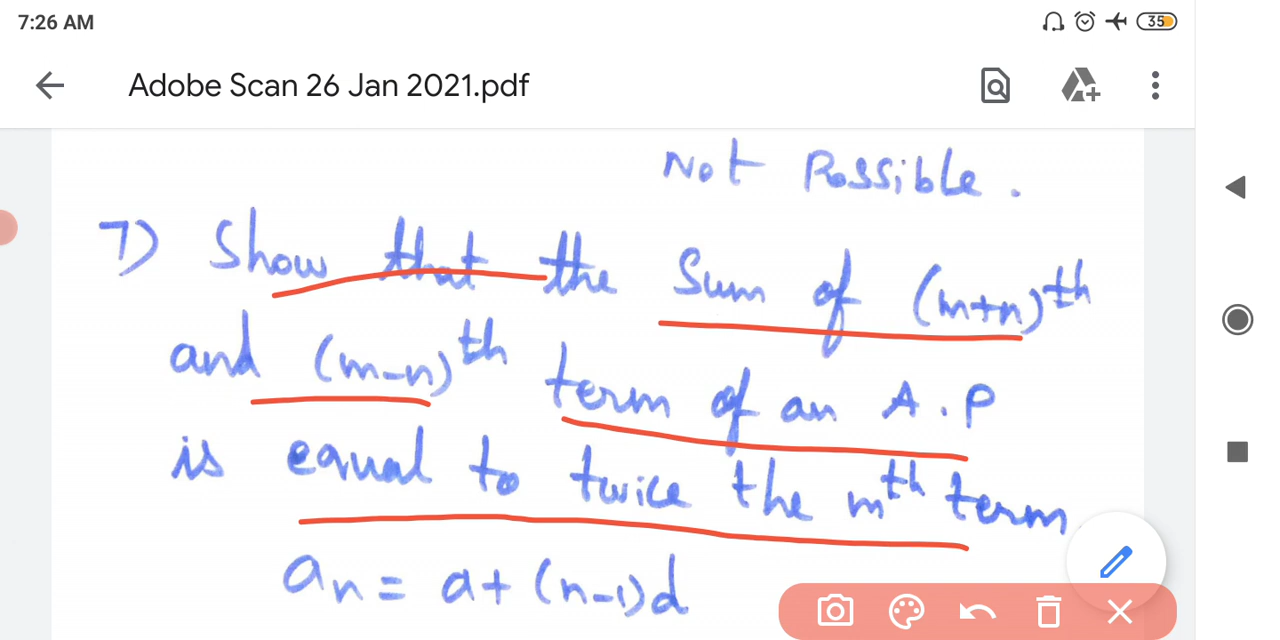 7:26 AM
35
Adobe Scan 26 Jan 2021.pdf
Not Possible.
7) Show that the Sum of (m+n)th
and (m-n)th term of an A.P
is equal to twice the mth term
an = a+(n-1)d